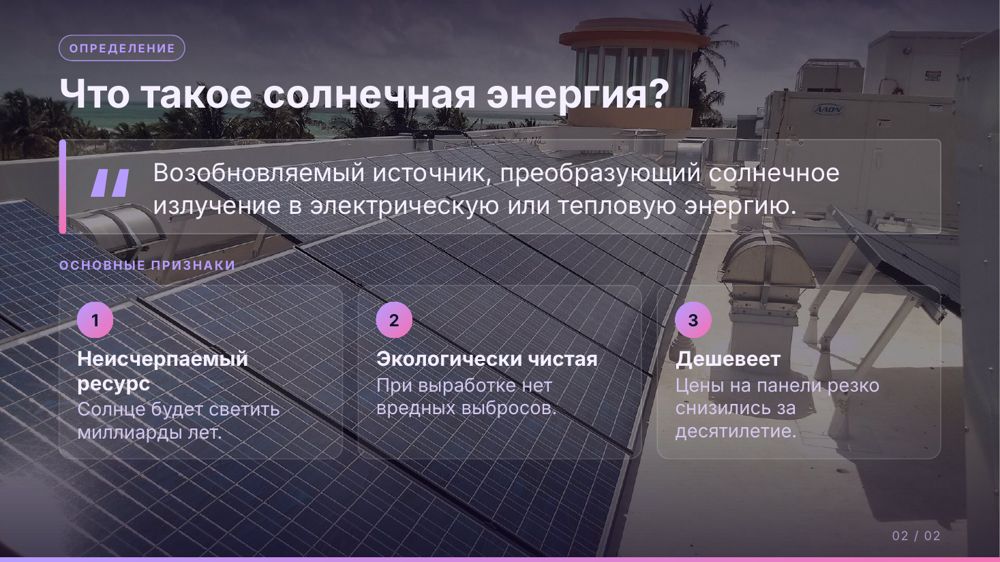 ОПРЕДЕЛЕНИЕ
Что такое солнечная энергия?
Возобновляемый источник, преобразующий солнечное
излучение в электрическую или тепловую энергию.
ОСНОВНЫЕ ПРИЗНАКИ
1
Неисчерпаемый
ресурс
Солнце будет светить
миллиарды лет.
2
Экологически чистая
При выработке нет
вредных выбросов.
3
Дешевеет
Цены на панели резко
снизились за
десятилетие.
AAON
02 / 02